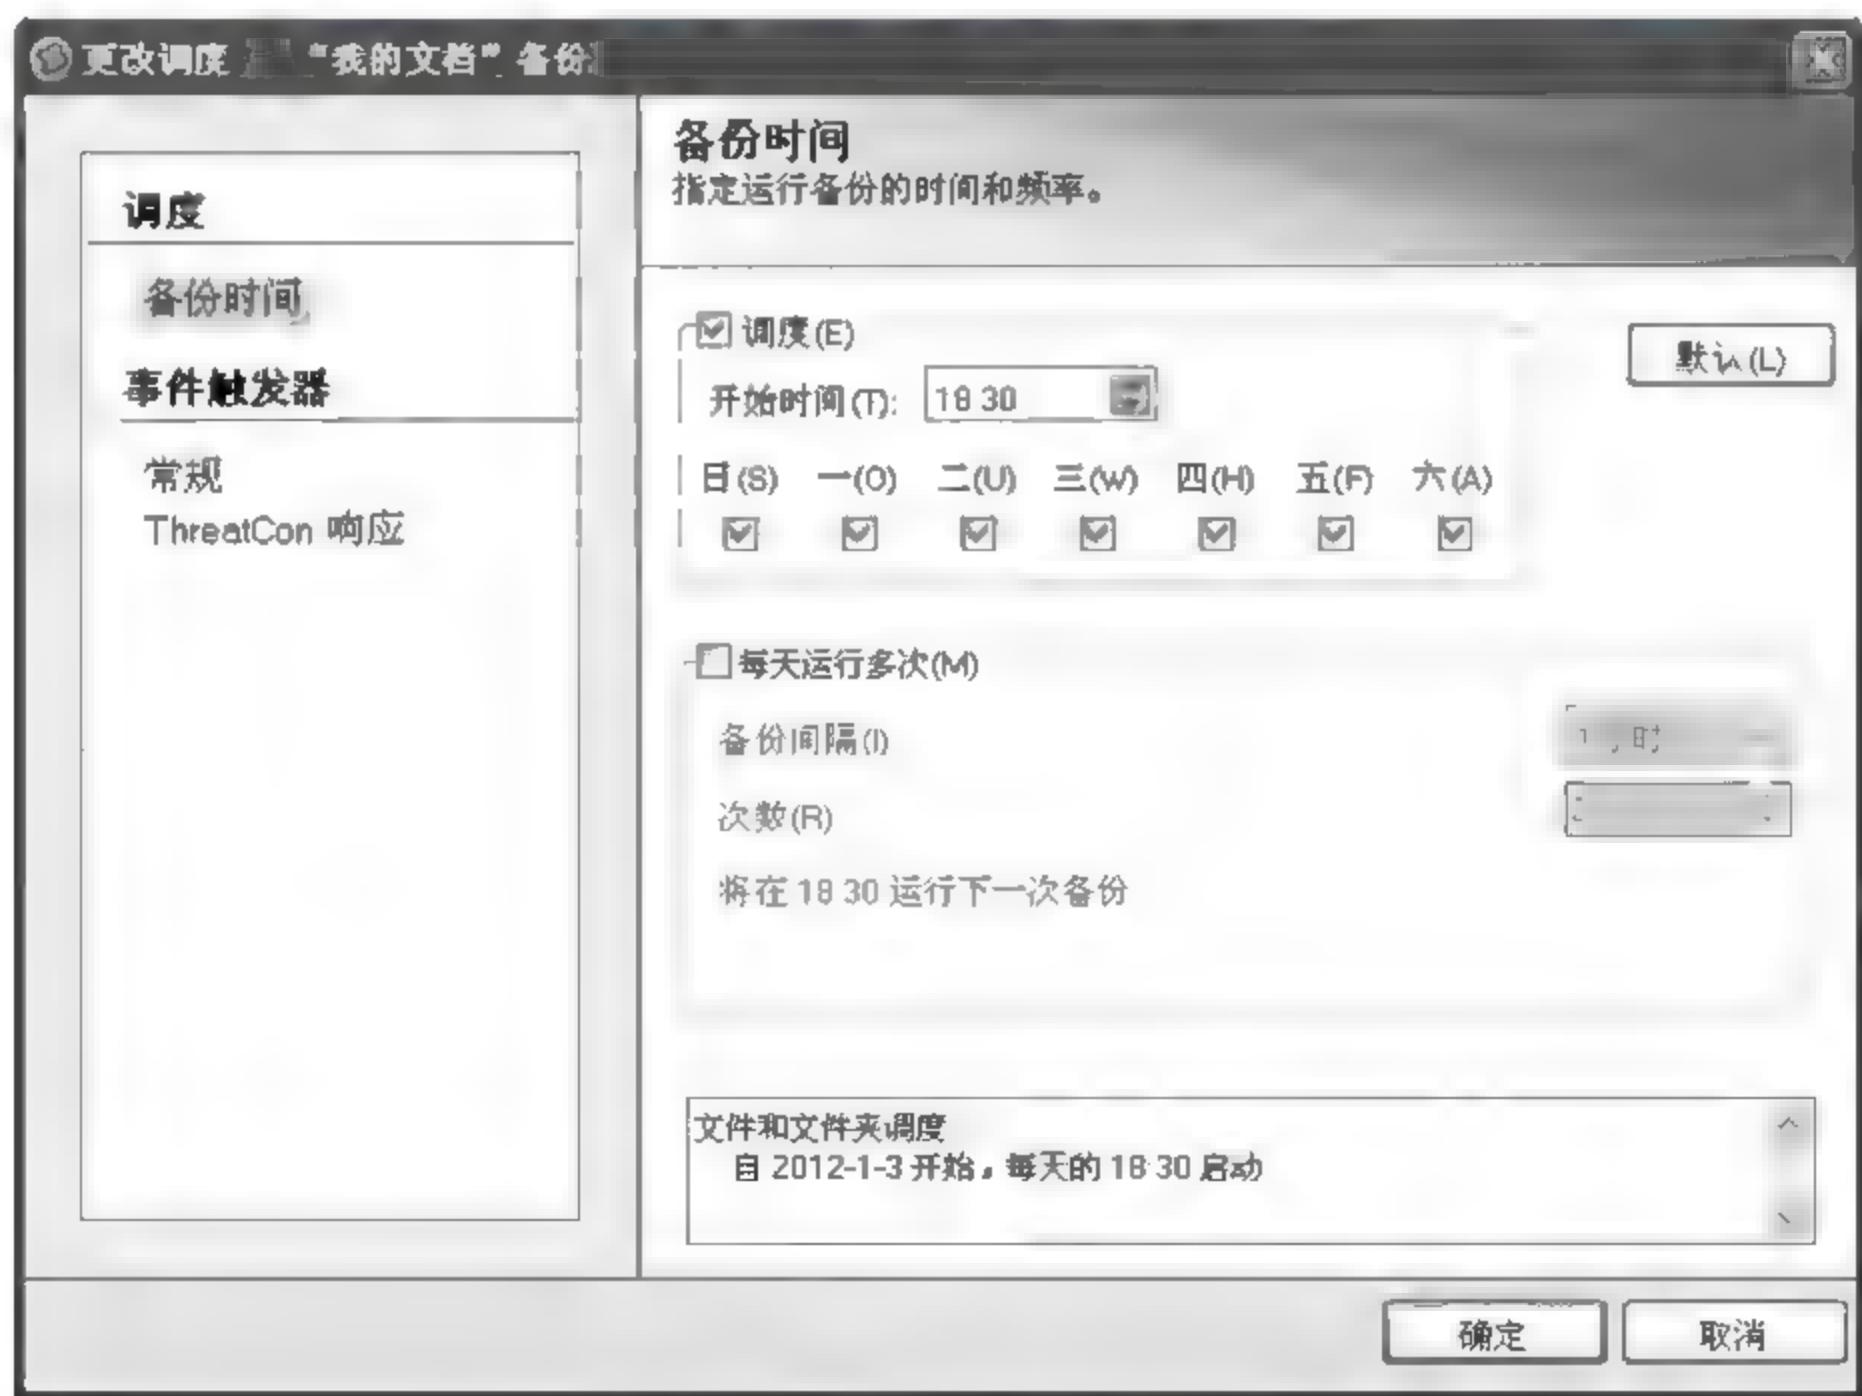 更改调度 “我的文档” 备份
调度
备份时间
事件触发器
常规
ThreatCon 响应
备份时间
指定运行备份的时间和频率。
调度(E)
默认(L)
开始时间(T): 18 30
日(S) 一(O) 二(U) 三(W) 四(H) 五(F) 六(A)
每天运行多次(M)
备份间隔(I)
次数(R)
将在 18 30 运行下一次备份
文件和文件夹调度
自 2012-1-3 开始，每天的 18 30 启动
确定 取消